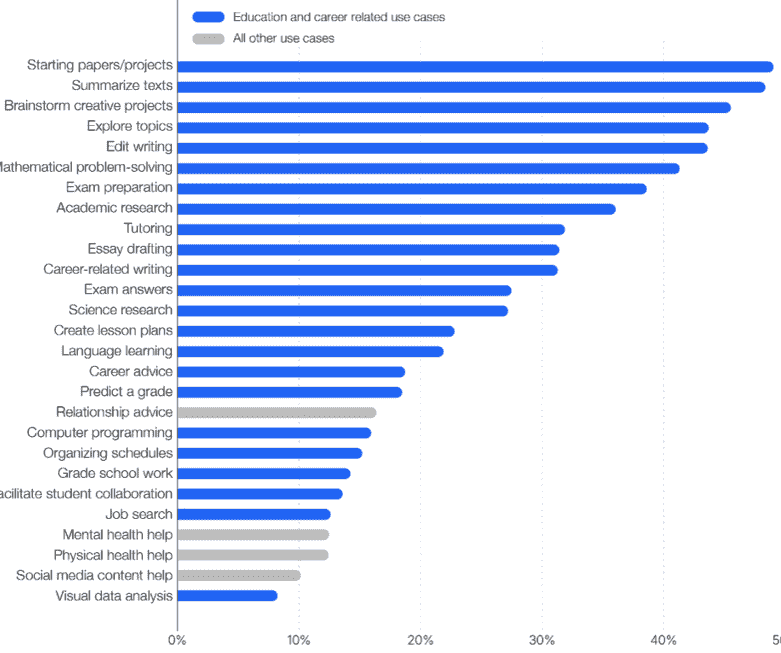 Education and career related use cases
All other use cases
Starting papers/projects
Summarize texts
Brainstorm creative projects
Explore topics
Edit writing
Mathematical problem-solving
Exam preparation
Academic research
Tutoring
Essay drafting
Career-related writing
Exam answers
Science research
Create lesson plans
Language learning
Career advice
Predict a grade
Relationship advice
Computer programming
Organizing schedules
Grade school work
acilitate student collaboration
Job search
Mental health help
Physical health help
Social media content help
Visual data analysis
0% 10% 20% 30% 40%